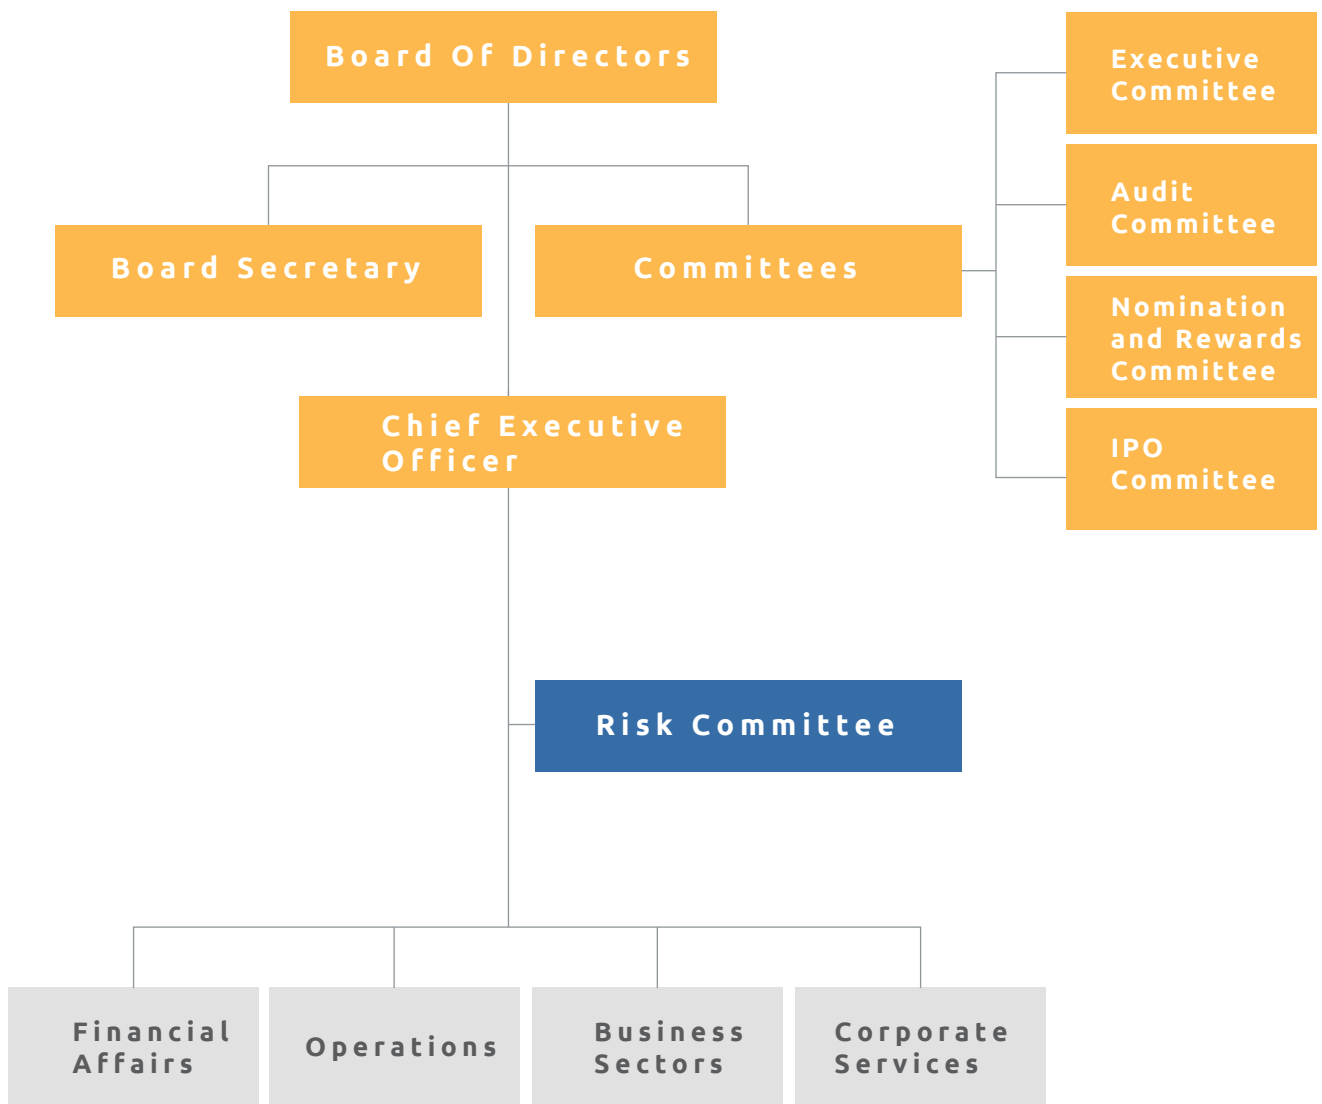 Board Of Directors
Board Secretary
Committees
Executive
Committee
Audit
Committee
Nomination
and Rewards
Committee
IPO
Committee
Chief Executive
Officer
Risk Committee
Financial
Affairs
Operations
Business
Sectors
Corporate
Services